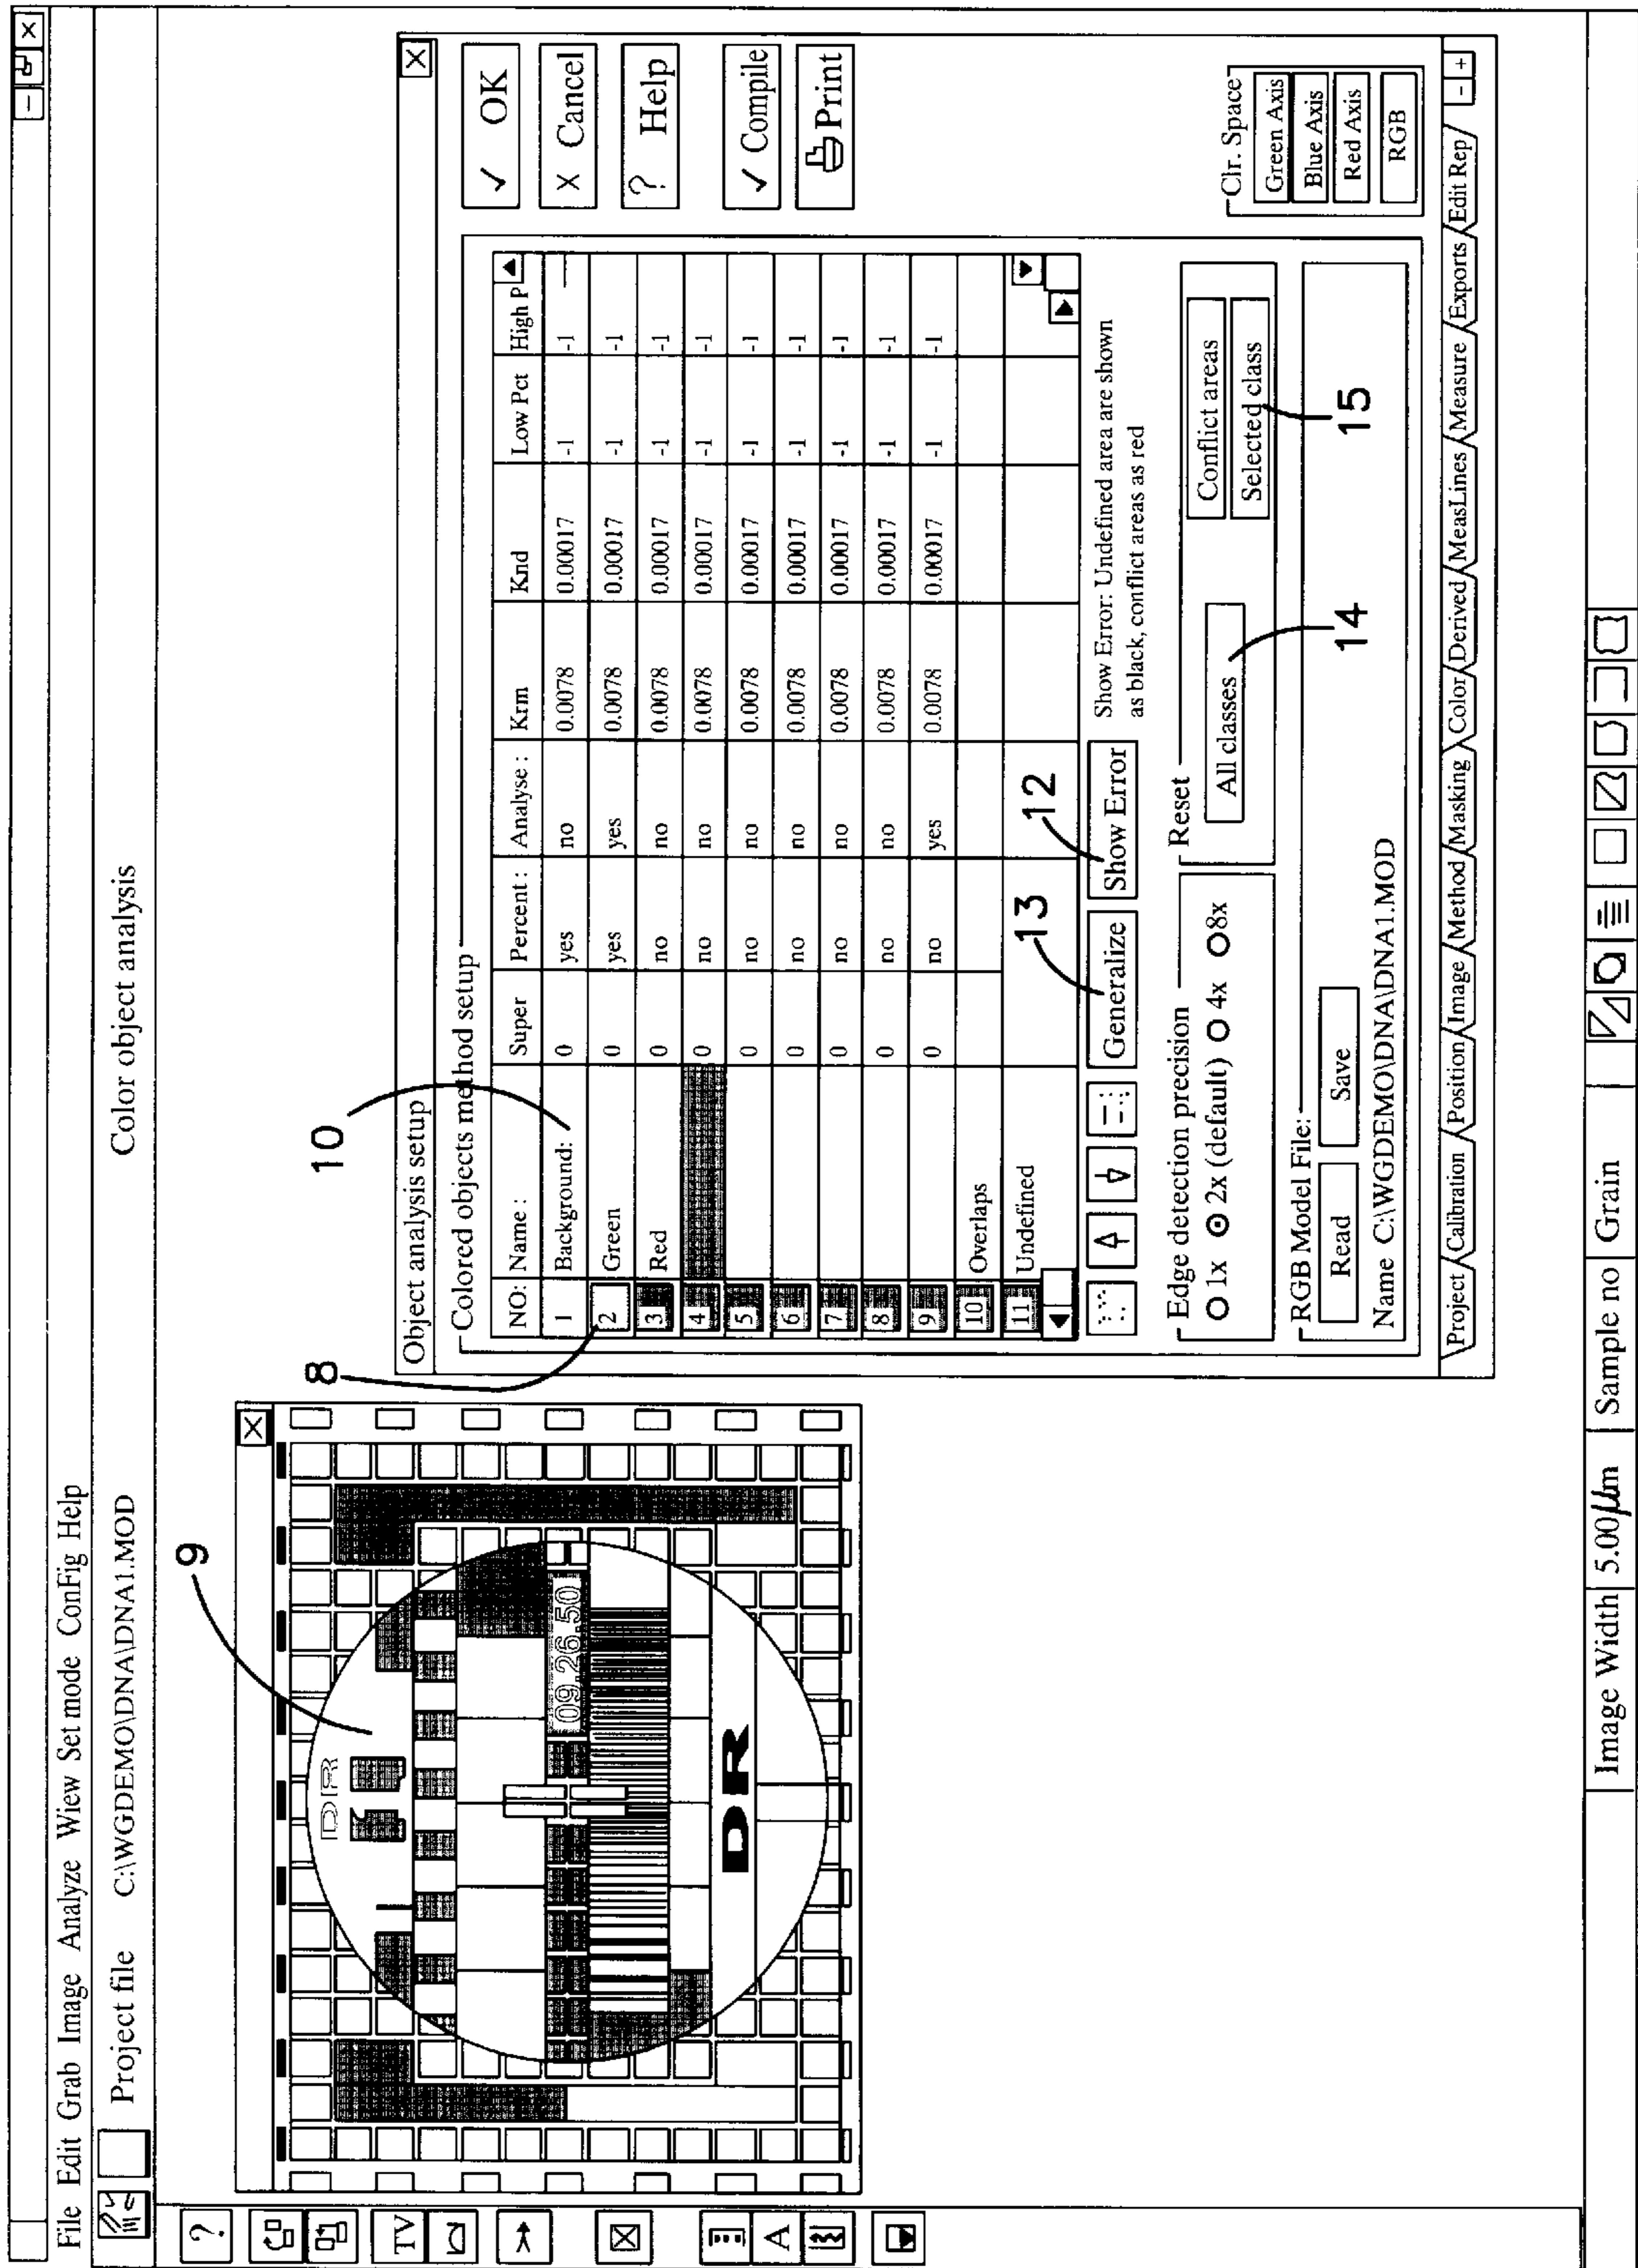 File Edit Grab Image Analyze Wiew Set mode ConFig Help
Project file C:\WGDEMO\DNA\DNA1.MOD Color object analysis
?
TV
A
9
DR
09.26.50
DR
Object analysis setup
8
10
Colored objects method setup
NO: Name : Super Percent : Analyse : Krm Knd Low Pct High P
1 Background: 0 yes no 0.0078 0.00017 -1 -1
2 Green 0 yes yes 0.0078 0.00017 -1 -1
3 Red 0 no no 0.0078 0.00017 -1 -1
4 0 no no 0.0078 0.00017 -1 -1
5 0 no no 0.0078 0.00017 -1 -1
6 0 no no 0.0078 0.00017 -1 -1
7 0 no no 0.0078 0.00017 -1 -1
8 0 no no 0.0078 0.00017 -1 -1
9 0 no yes 0.0078 0.00017 -1 -1
10 Overlaps
11 Undefined
13
12
Generalize Show Error
Show Error: Undefined area are shown
as black, conflict areas as red
Edge detection precision
1x 2x (default) 4x 8x
Reset
All classes
Conflict areas
Selected class
14
15
RGB Model File:
Read Save
Name C:\WGDEMO\DNA\DNA1.MOD
OK
X Cancel
? Help
Compile
Print
Clr. Space
Green Axis
Blue Axis
Red Axis
RGB
Project Calibration Position Image Method Masking Color Derived MeasLines Measure Exports Edit Rep - +
Image Width 5.00μm Sample no Grain